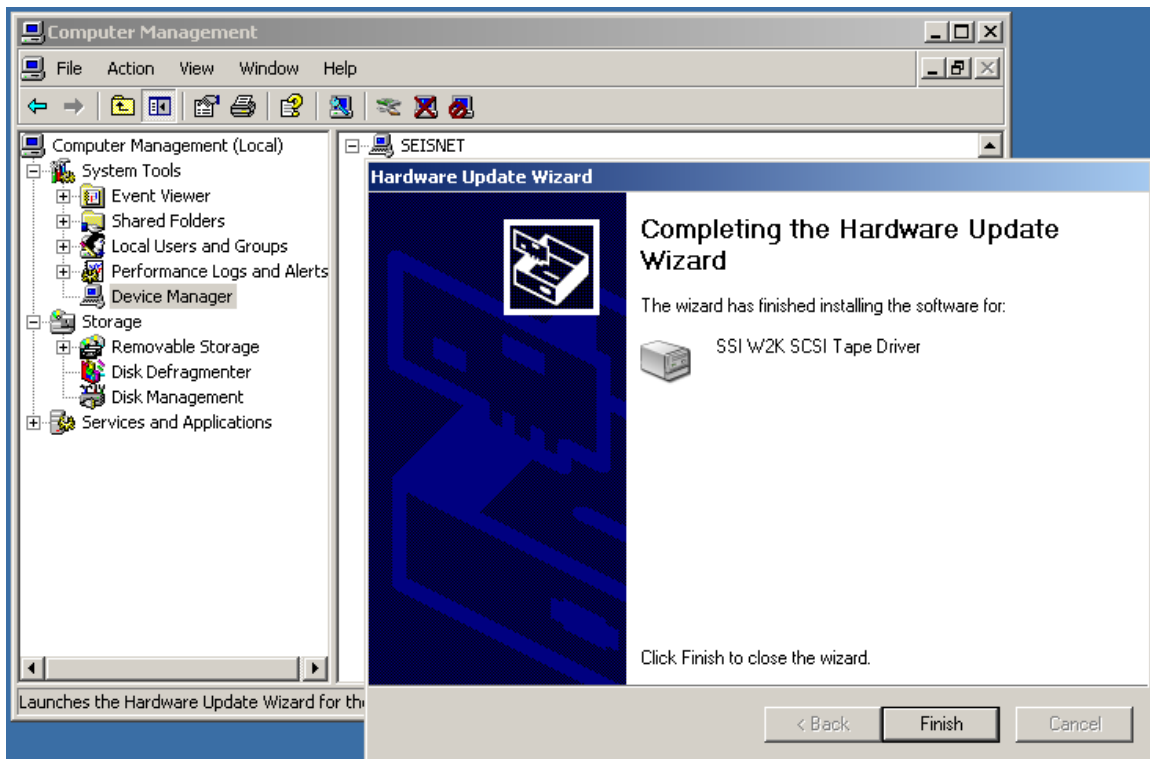 Computer Management
File Action View Window Help
Computer Management (Local)
System Tools
Event Viewer
Shared Folders
Local Users and Groups
Performance Logs and Alerts
Device Manager
Storage
Removable Storage
Disk Defragmenter
Disk Management
Services and Applications
SEISNET
Launches the Hardware Update Wizard for the
Hardware Update Wizard
Completing the Hardware Update
Wizard
The wizard has finished installing the software for:
SSI W2K SCSI Tape Driver
Click Finish to close the wizard.
< Back Finish Cancel